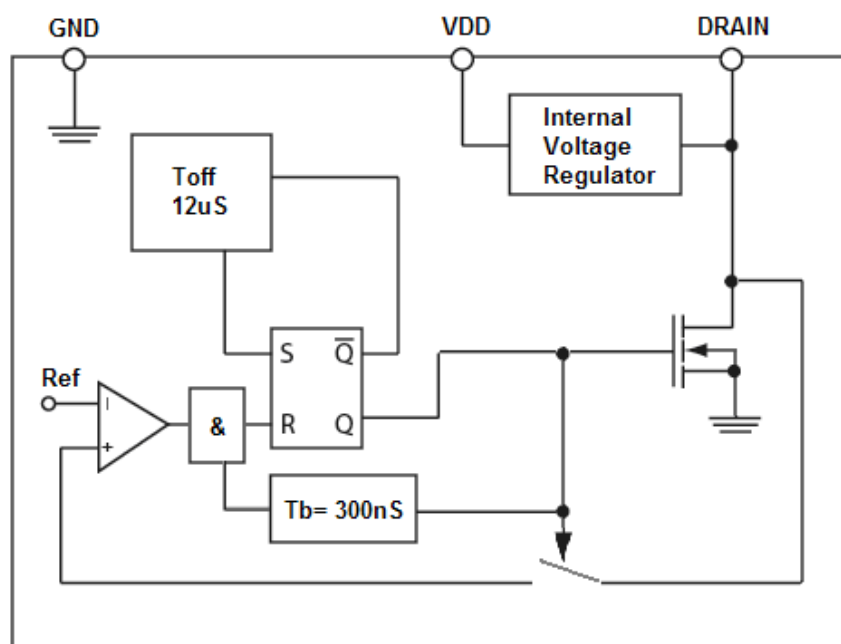 GND
VDD
DRAIN
Internal
Voltage
Regulator
Toff
12uS
S
Q̅
Ref
&
R
Q
Tb= 300nS